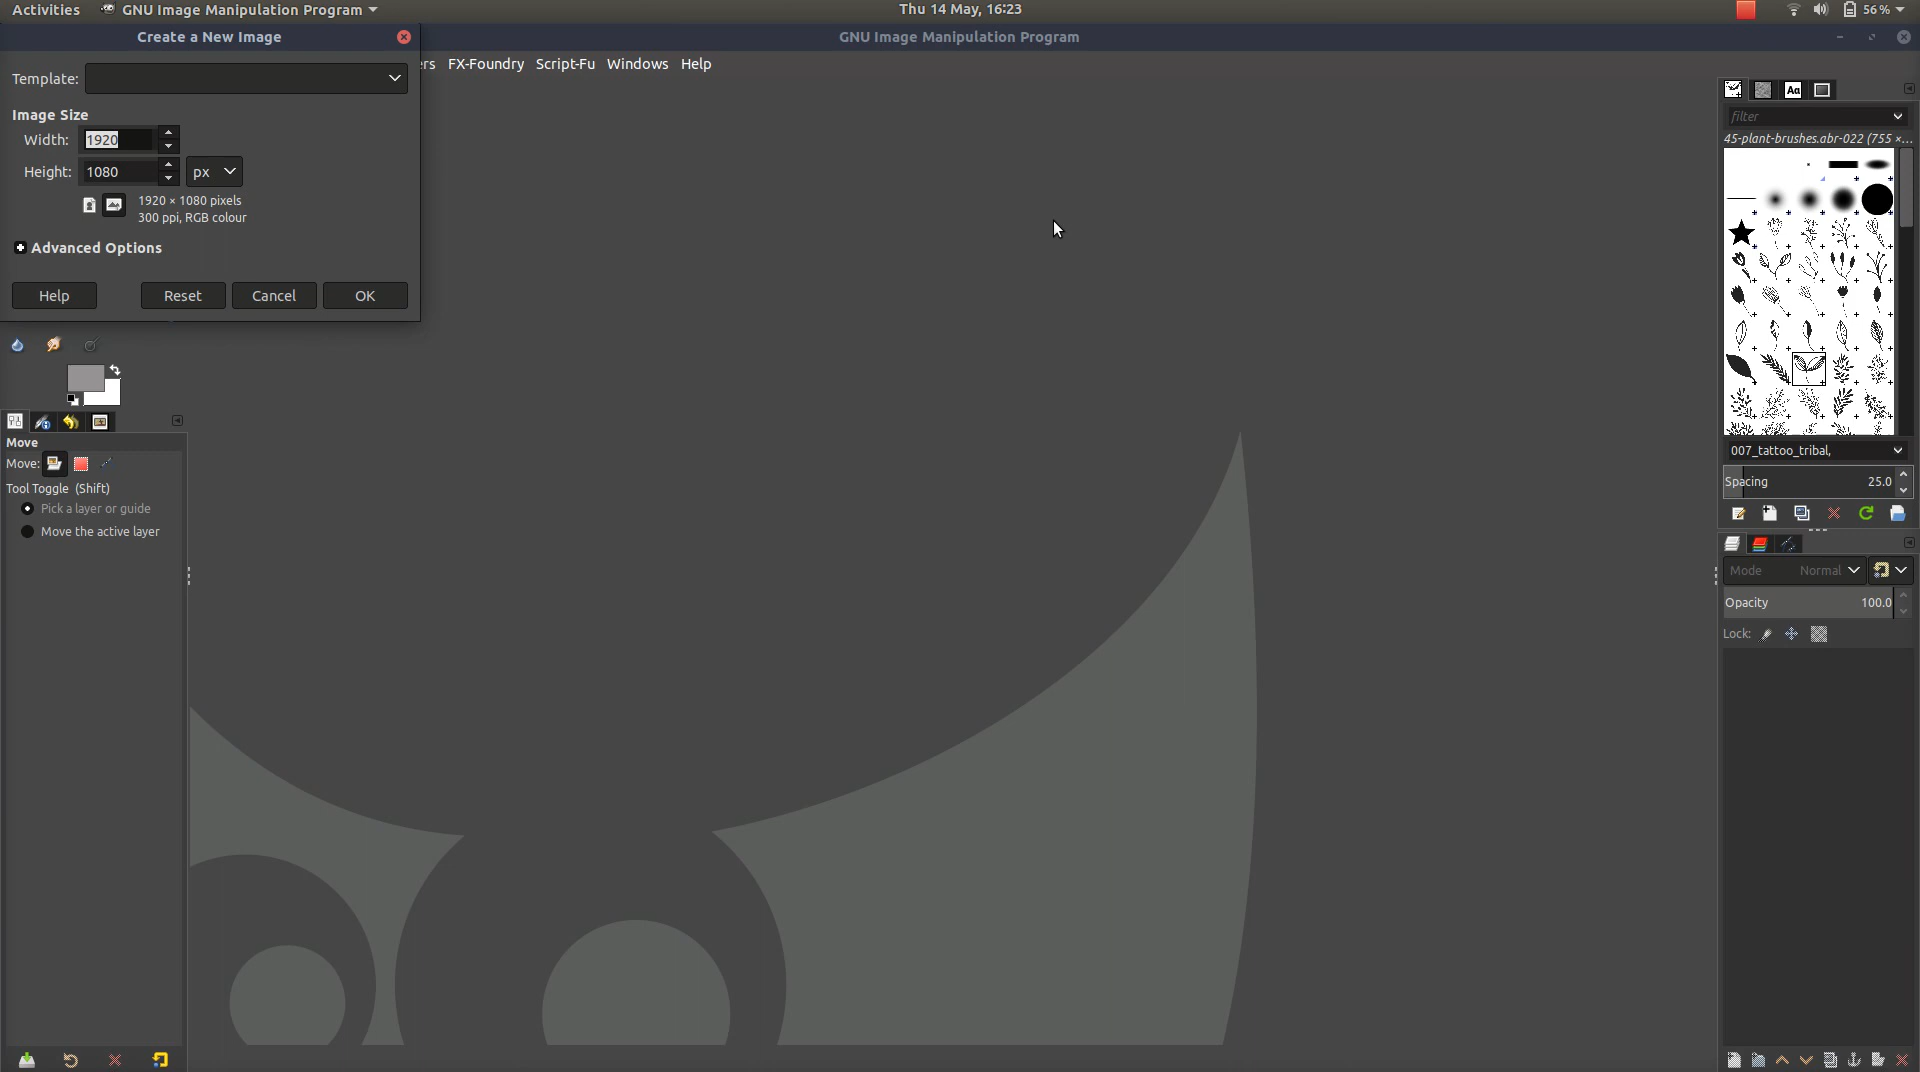 Activities GNU Image Manipulation Program Thu 14 May, 16:23 56 %
Create a New Image GNU Image Manipulation Program
ers FX-Foundry Script-Fu Windows Help
Template:
Image Size
Width: 1920
Height: 1080 px
1920 × 1080 pixels
300 ppi, RGB colour
Advanced Options
Help Reset Cancel OK
Move
Move:
Tool Toggle (Shift)
Pick a layer or guide
Move the active layer
Aa
filter
45-plant-brushes.abr-022 (755 ×...
007_tattoo_tribal,
Spacing 25.0
Mode Normal
Opacity 100.0
Lock: